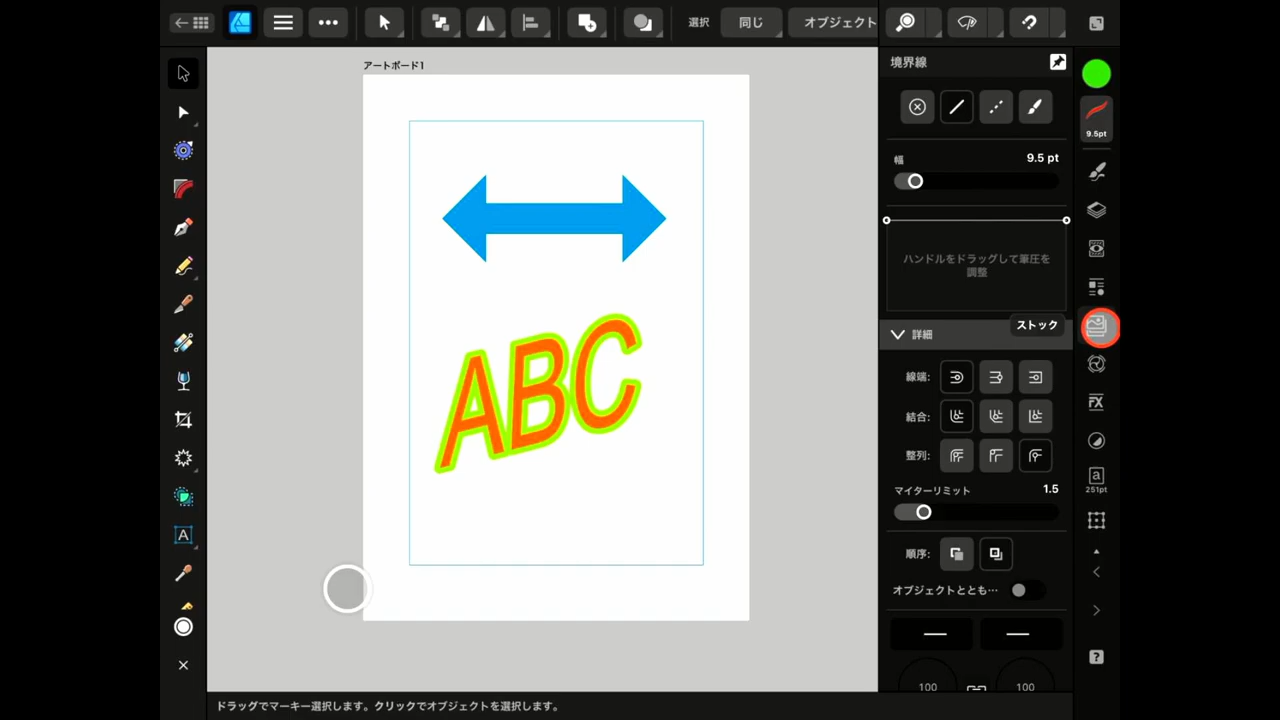 選択
同じ
オブジェクト
アートボード1
境界線
9.5pt
幅
9.5 pt
ハンドルをドラッグして筆圧を
調整
ストック
詳細
線端:
結合:
整列:
マイターリミット
1.5
順序:
オブジェクトととも…
100
100
FX
a
251pt
?
A
ABC
ドラッグでマーキー選択します。クリックでオブジェクトを選択します。